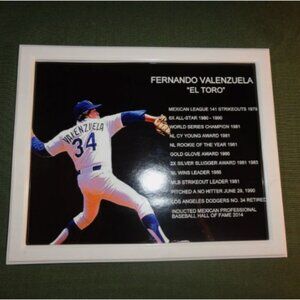 FERNANDO VALENZUELA
"EL TORO"
MEXICAN LEAGUE 141 STRIKEOUTS 1979
6X ALL-STAR 1980 - 1990
WORLD SERIES CHAMPION 1981
NL CY YOUNG AWARD 1981
NL ROOKIE OF THE YEAR 1981
GOLD GLOVE AWARD 1986
2X SILVER SLUGGER AWARD 1981 1983
NL WINS LEADER 1986
MLB STRIKEOUT LEADER 1981
PITCHED A NO HITTER JUNE 29, 1990
LOS ANGELES DODGERS NO. 34 RETIRED
INDUCTED MEXICAN PROFESSIONAL
BASEBALL HALL OF FAME 2014
VALENZUELA
34